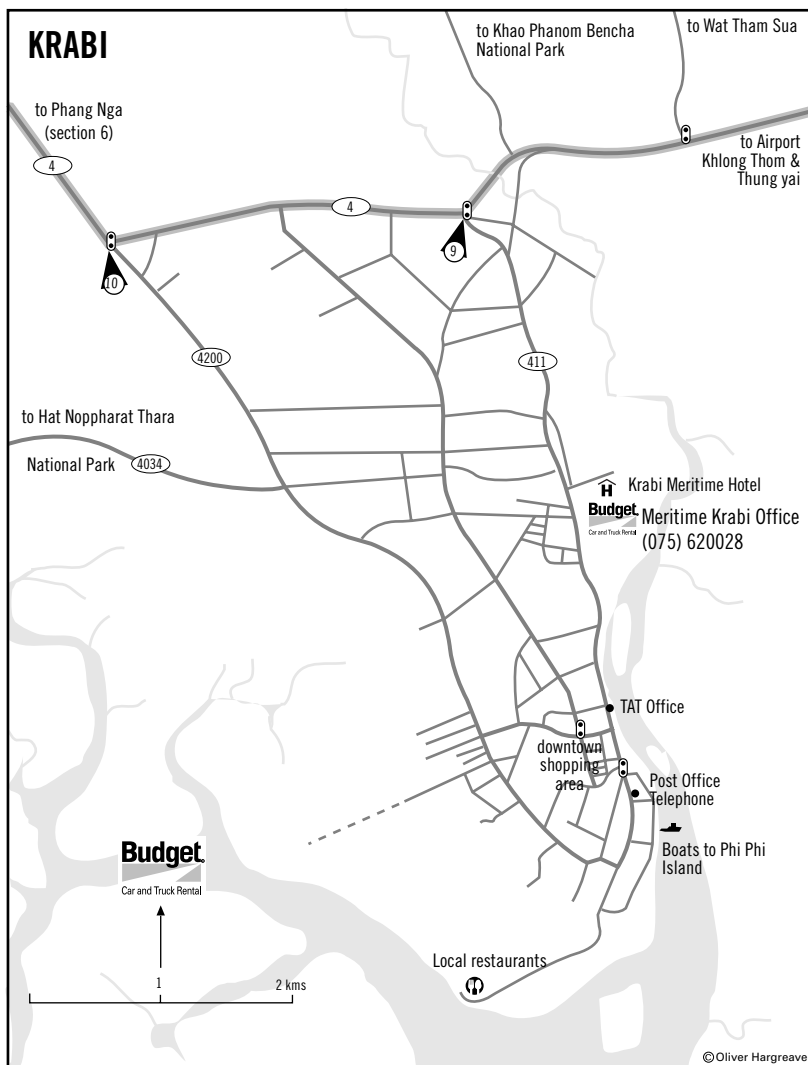 KRABI
to Khao Phanom Bencha
National Park
to Wat Tham Sua
to Phang Nga
(section 6)
to Airport
Khlong Thom &
Thung yai
4
4
9
10
4200
411
to Hat Noppharat Thara
National Park
4034
H
Krabi Meritime Hotel
Budget.
Car and Truck Rental
Meritime Krabi Office
(075) 620028
TAT Office
downtown
shopping
area
Post Office
Telephone
Boats to Phi Phi
Island
Budget.
Car and Truck Rental
Local restaurants
1
2 kms
©Oliver Hargreave